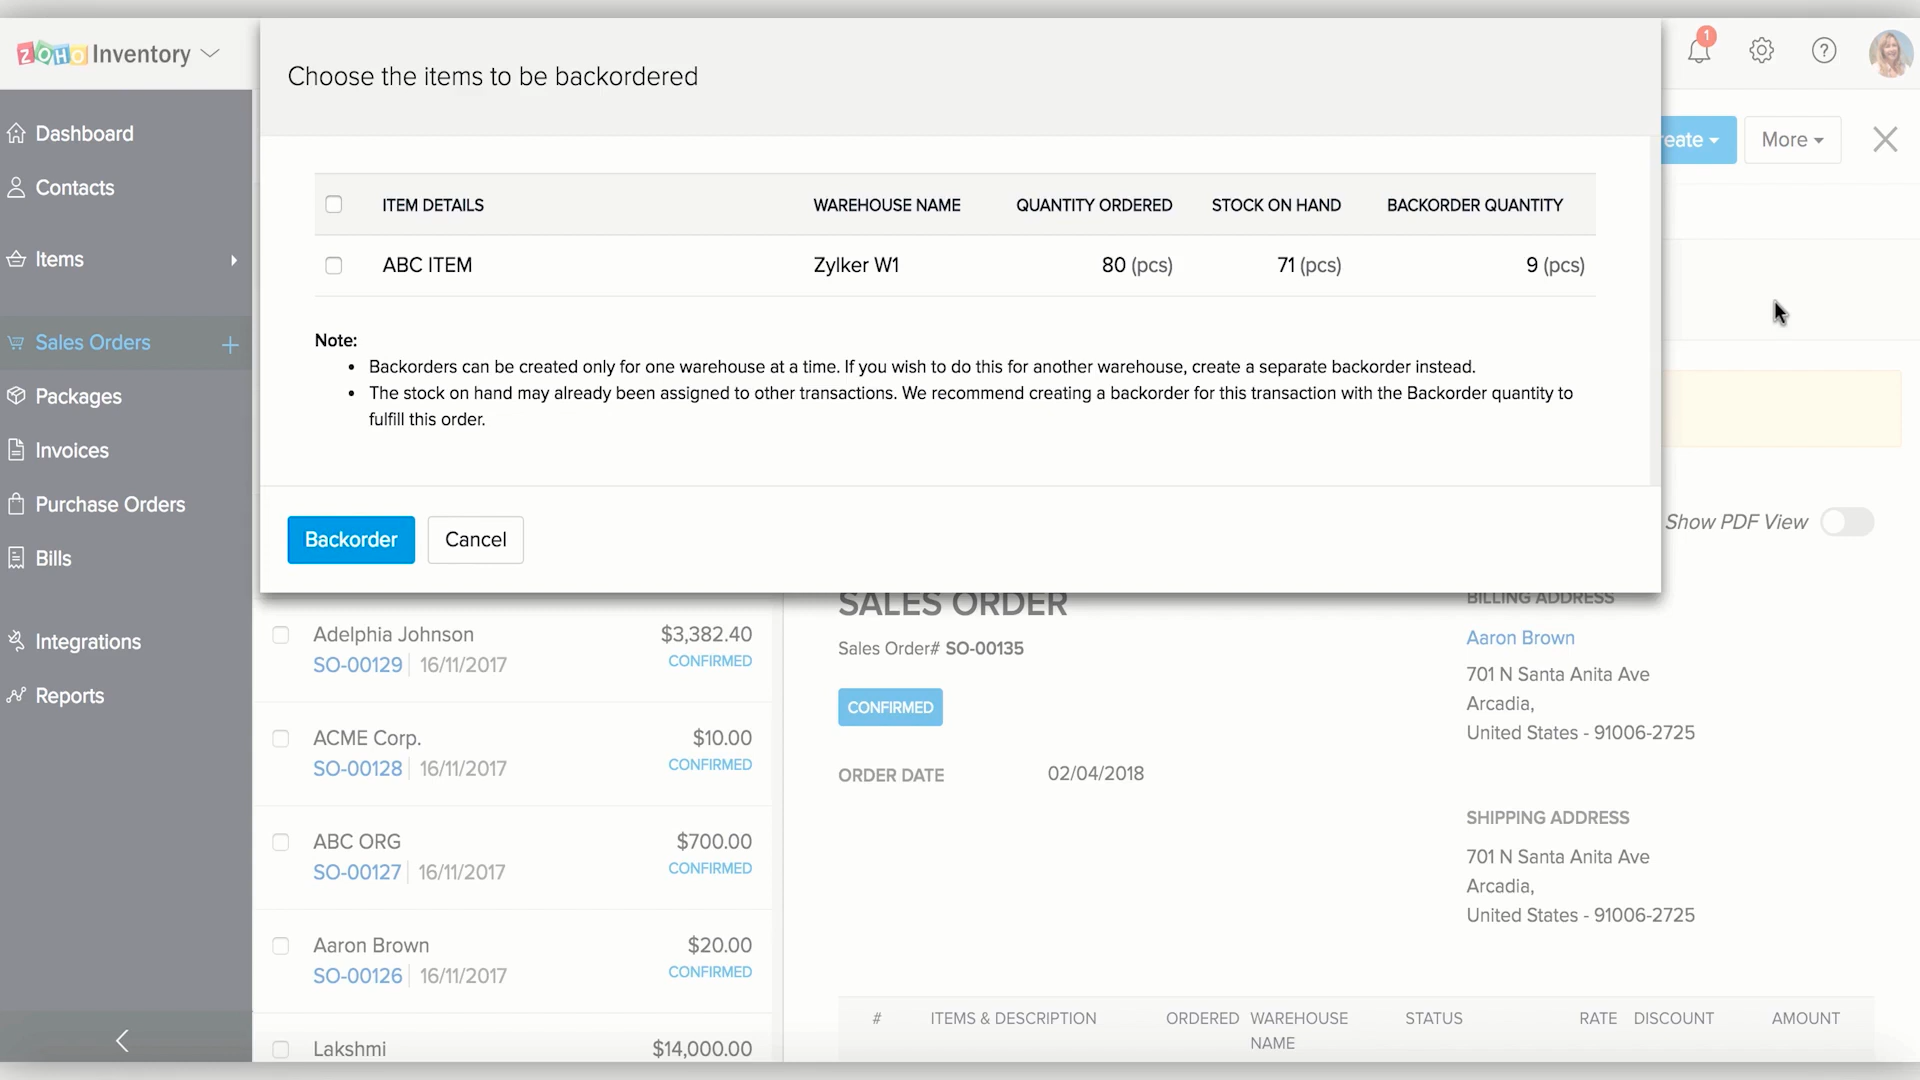 ZOHO Inventory
Choose the items to be backordered
1
Dashboard
Contacts
Items
Sales Orders
Packages
Invoices
Purchase Orders
Bills
Integrations
Reports
reate
More
ITEM DETAILS WAREHOUSE NAME QUANTITY ORDERED STOCK ON HAND BACKORDER QUANTITY
ABC ITEM Zylker W1 80 (pcs) 71 (pcs) 9 (pcs)
Note:
• Backorders can be created only for one warehouse at a time. If you wish to do this for another warehouse, create a separate backorder instead.
• The stock on hand may already been assigned to other transactions. We recommend creating a backorder for this transaction with the Backorder quantity to
fulfill this order.
Backorder Cancel
Show PDF View
Adelphia Johnson $3,382.40
SO-00129 16/11/2017 CONFIRMED
ACME Corp. $10.00
SO-00128 16/11/2017 CONFIRMED
ABC ORG $700.00
SO-00127 16/11/2017 CONFIRMED
Aaron Brown $20.00
SO-00126 16/11/2017 CONFIRMED
Lakshmi $14,000.00
SALES ORDER
Sales Order# SO-00135
CONFIRMED
ORDER DATE 02/04/2018
BILLING ADDRESS
Aaron Brown
701 N Santa Anita Ave
Arcadia,
United States - 91006-2725
SHIPPING ADDRESS
701 N Santa Anita Ave
Arcadia,
United States - 91006-2725
# ITEMS & DESCRIPTION ORDERED WAREHOUSE STATUS RATE DISCOUNT AMOUNT
NAME